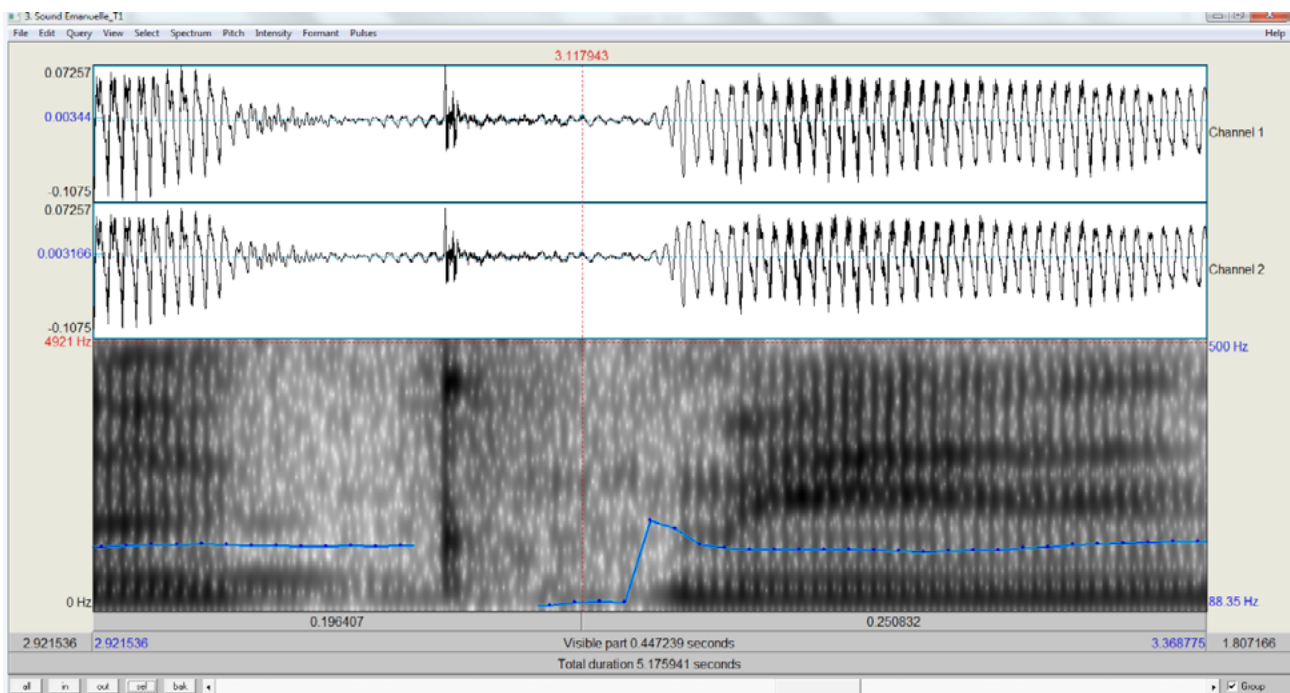 3. Sound Emanuelle_T1
File Edit Query View Select Spectrum Pitch Intensity Formant Pulses Help
3.117943
0.07257
0.00344
Channel 1
-0.1075
0.07257
0.003166
Channel 2
-0.1075
4921 Hz
500 Hz
0 Hz
88.35 Hz
0.196407 0.250832
2.921536 2.921536 Visible part 0.447239 seconds 3.368775 1.807166
Total duration 5.175941 seconds
all in out sel bak Group